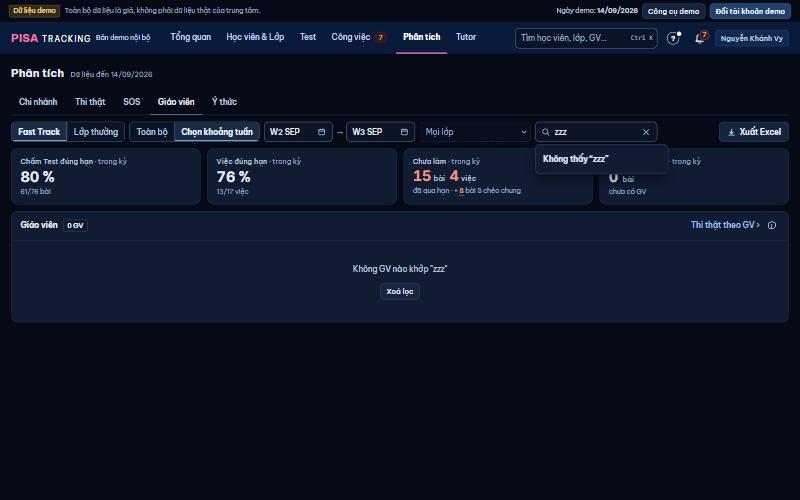 Dữ liệu demo Toàn bộ dữ liệu là giả, không phải dữ liệu thật của trung tâm. Ngày demo: 14/09/2026 Công cụ demo Đổi tài khoản demo
PISA TRACKING Bản demo nội bộ Tổng quan Học viên & Lớp Test Công việc 7 Phân tích Tutor Tìm học viên, lớp, GV... Ctrl K ? 7 Nguyễn Khánh Vy
Phân tích Dữ liệu đến 14/09/2026
Chi nhánh Thi thật SOS Giáo viên Ý thức
Fast Track Lớp thường Toàn bộ Chọn khoảng tuần W2 SEP → W3 SEP Mọi lớp zzz Xuất Excel
Không thấy "zzz"
Chấm Test đúng hạn · trong kỳ
80 %
61/76 bài
Việc đúng hạn · trong kỳ
76 %
13/17 việc
Chưa làm · trong kỳ
15 bài 4 việc
đã quá hạn · + 8 bài S chéo chung
trong kỳ
0 bài
chưa có GV
Giáo viên 0 GV Thi thật theo GV ›
Không GV nào khớp "zzz"
Xoá lọc